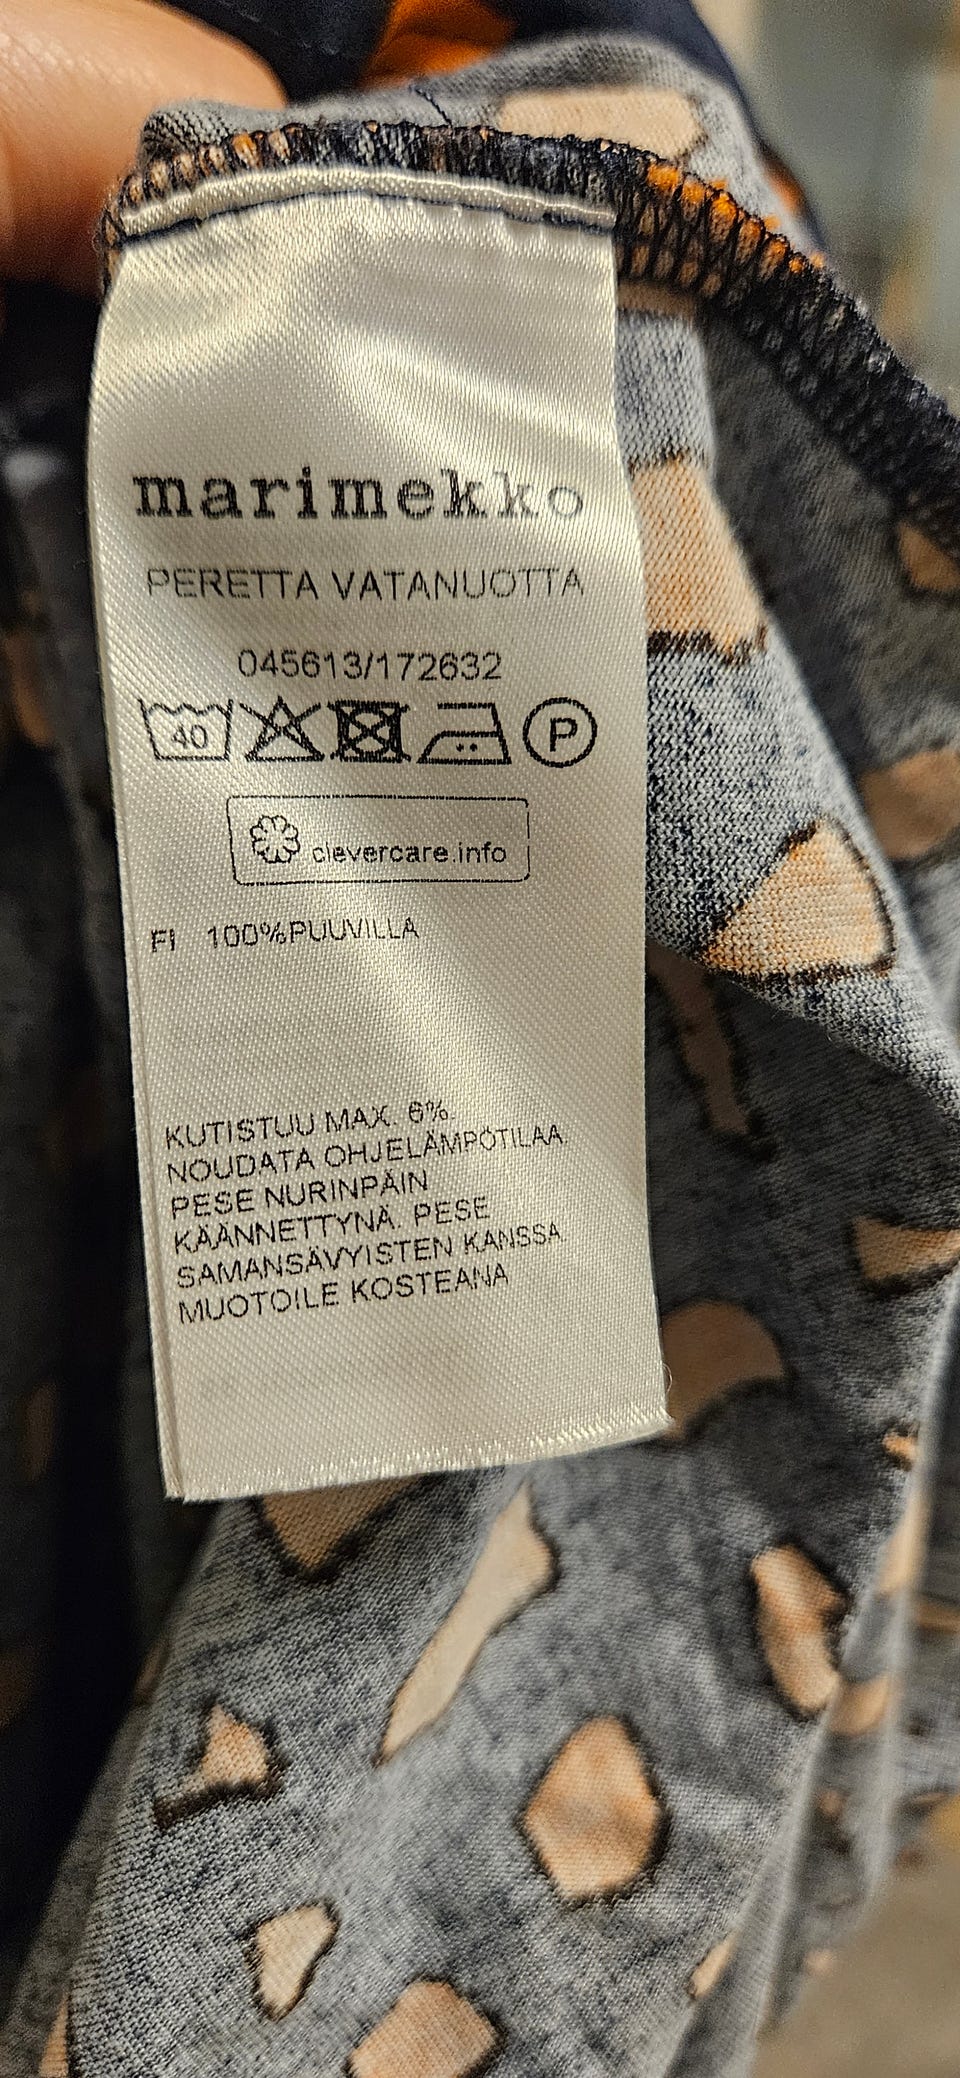 marimekko
PERETTA VATANUOTTA
045613/172632
40 P
clevercare.info
FI 100%PUUVILLA
KUTISTUU MAX. 6%.
NOUDATA OHJELÄMPÖTILAA
PESE NURINPÄIN
KÄÄNNETTYNÄ. PESE
SAMANSÄVYISTEN KANSSA
MUOTOILE KOSTEANA